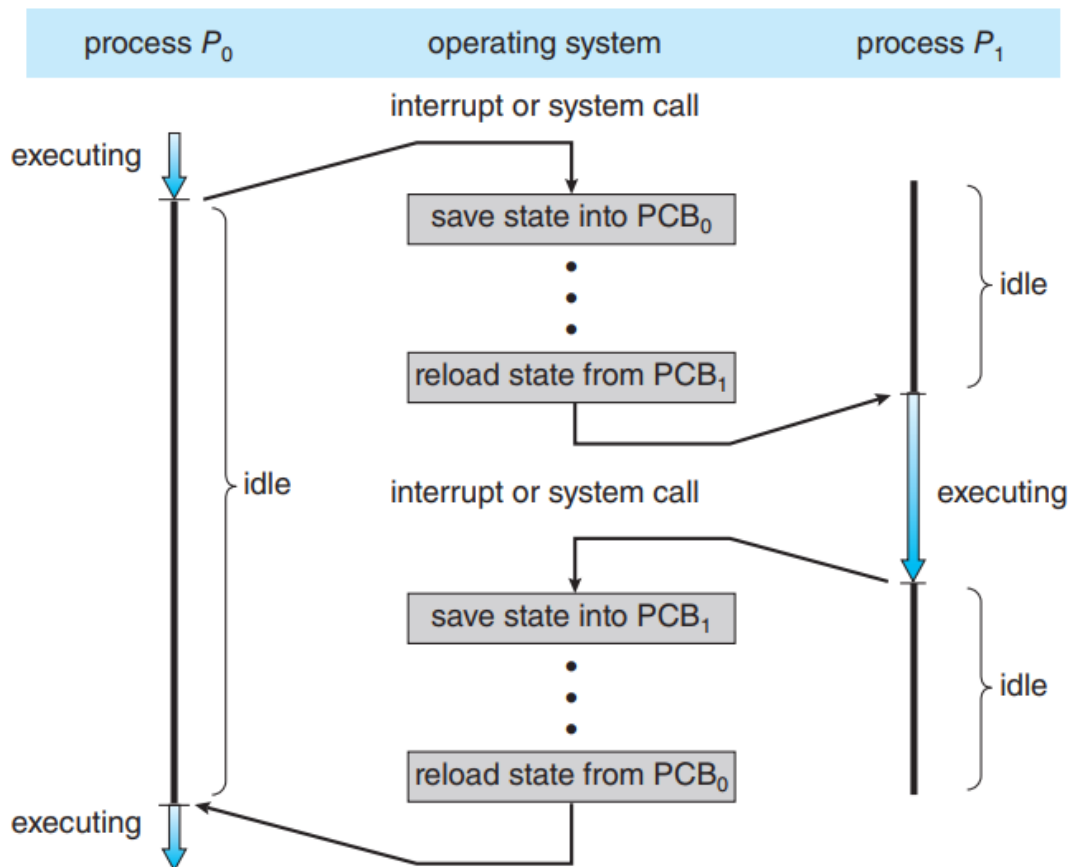 process P₀ operating system process P₁
interrupt or system call
executing
save state into PCB₀
idle
reload state from PCB₁
idle
interrupt or system call
executing
save state into PCB₁
idle
reload state from PCB₀
executing